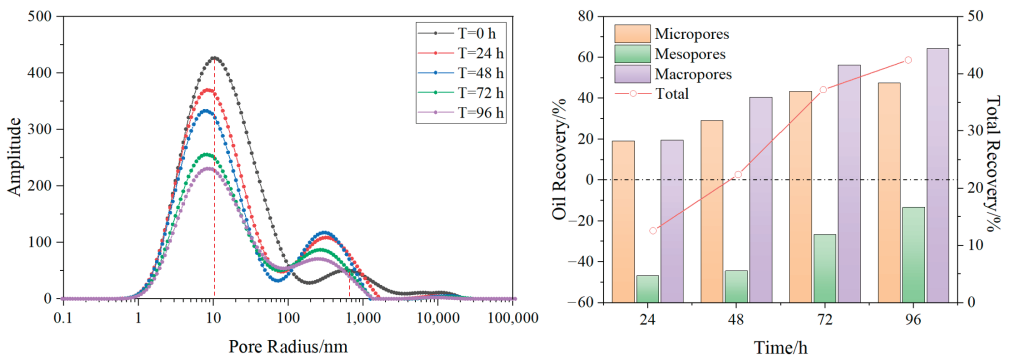 500
400
300
200
100
0
Amplitude
T=0 h
T=24 h
T=48 h
T=72 h
T=96 h
0.1
1
10
100
1,000
10,000
100,000
Pore Radius/nm
80
60
40
20
0
−20
−40
−60
Oil Recovery/%
Micropores
Mesopores
Macropores
Total
50
40
30
20
10
0
Total Recovery/%
24
48
72
96
Time/h